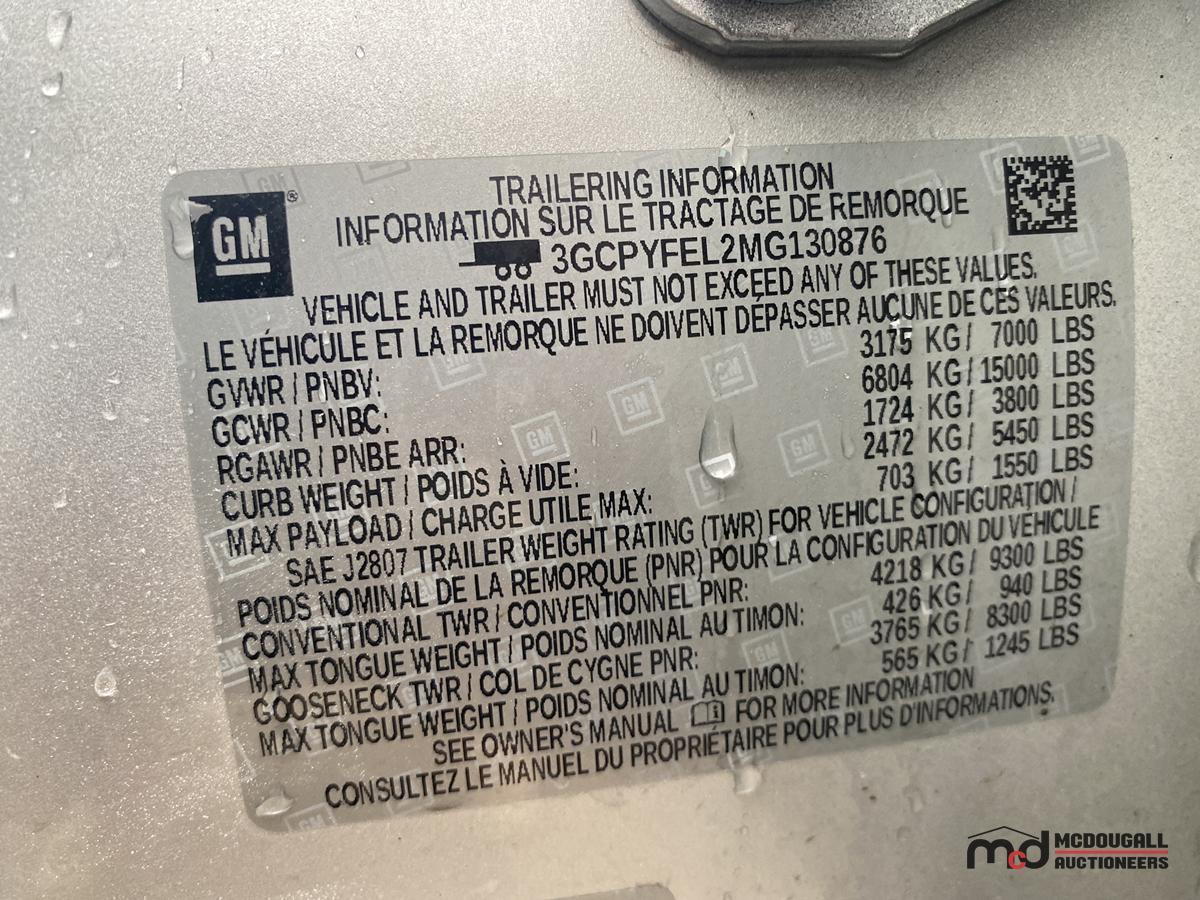 GM®
TRAILERING INFORMATION
INFORMATION SUR LE TRACTAGE DE REMORQUE
3GCPYFEL2MG130876
VEHICLE AND TRAILER MUST NOT EXCEED ANY OF THESE VALUES.
LE VÉHICULE ET LA REMORQUE NE DOIVENT DÉPASSER AUCUNE DE CES VALEURS.
GVWR / PNBV: 3175 KG / 7000 LBS
GCWR / PNBC: 6804 KG / 15000 LBS
RGAWR / PNBE ARR: 1724 KG / 3800 LBS
CURB WEIGHT / POIDS À VIDE: 2472 KG / 5450 LBS
MAX PAYLOAD / CHARGE UTILE MAX: 703 KG / 1550 LBS
SAE J2807 TRAILER WEIGHT RATING (TWR) FOR VEHICLE CONFIGURATION /
POIDS NOMINAL DE LA REMORQUE (PNR) POUR LA CONFIGURATION DU VÉHICULE
CONVENTIONAL TWR / CONVENTIONNEL PNR: 4218 KG / 9300 LBS
MAX TONGUE WEIGHT / POIDS NOMINAL AU TIMON: 426 KG / 940 LBS
GOOSENECK TWR / COL DE CYGNE PNR: 3765 KG / 8300 LBS
MAX TONGUE WEIGHT / POIDS NOMINAL AU TIMON: 565 KG / 1245 LBS
SEE OWNER'S MANUAL FOR MORE INFORMATION
CONSULTEZ LE MANUEL DU PROPRIÉTAIRE POUR PLUS D'INFORMATIONS.
mcd MCDOUGALL
AUCTIONEERS